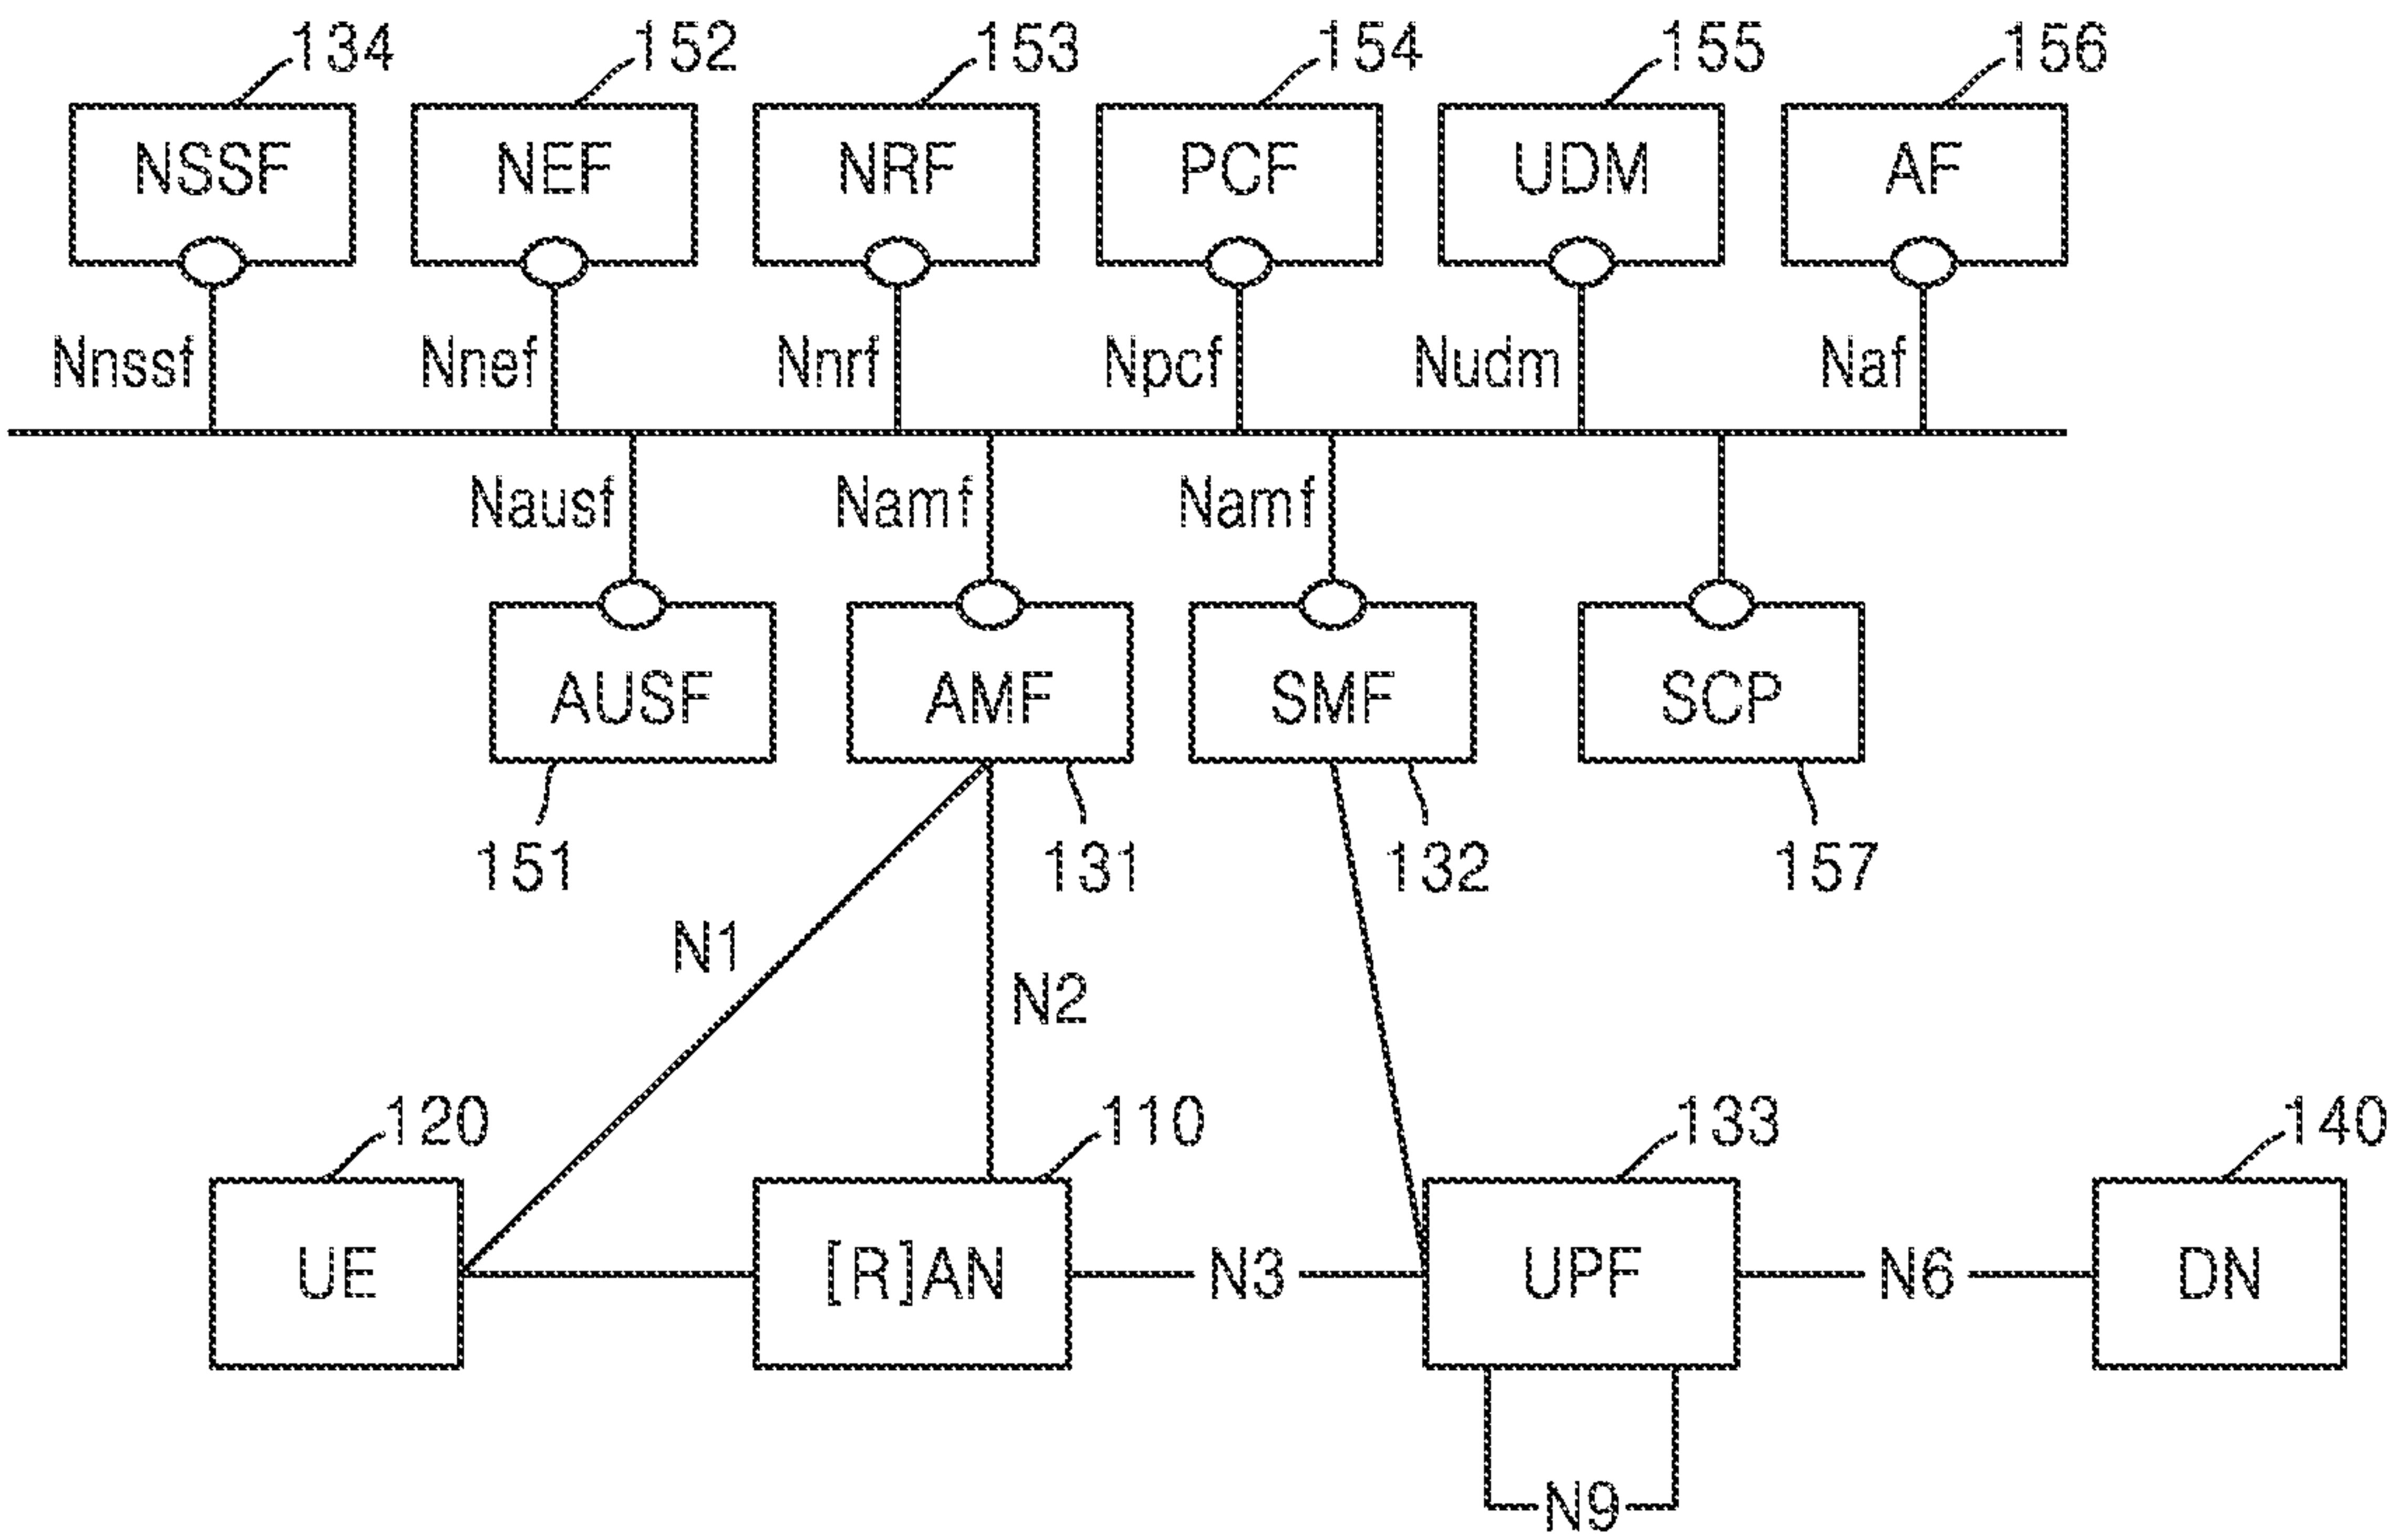 134 152 153 154 155 156
NSSF NEF NRF PCF UDM AF
Nnssf Nnef Nnrf Npcf Nudm Naf
Nausf Namf Namf
AUSF AMF SMF SCP
151 131 132 157
N1
N2
120 110 133 140
UE [R]AN N3 UPF N6 DN
N9